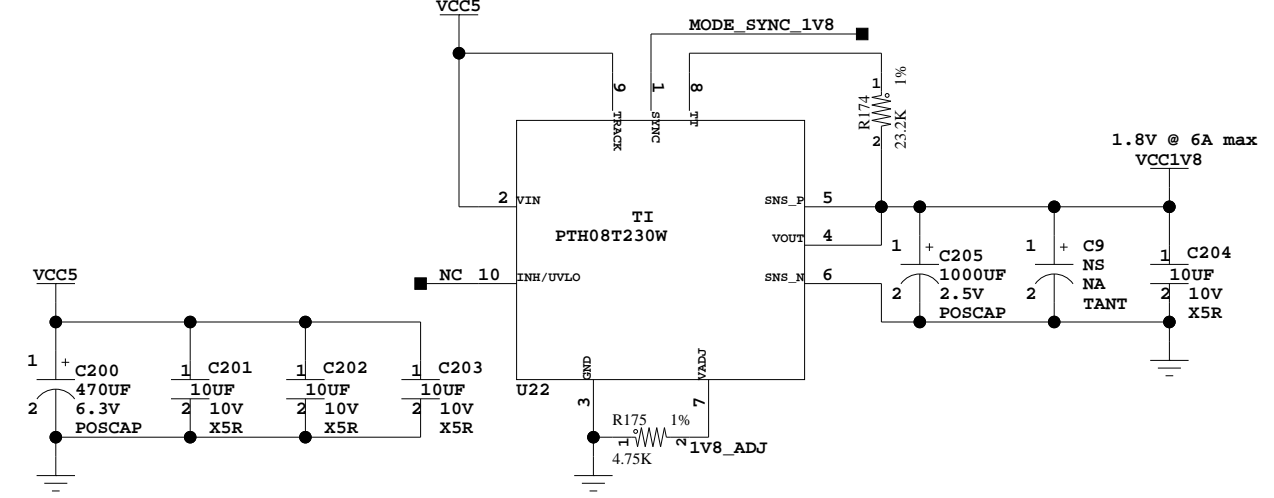 VCC5
MODE_SYNC_1V8
9
1
8
TRACK
SYNC
TT
1
1%
R174
23.2K
2
1.8V @ 6A max
VCC1V8
2
VIN
TI
PTH08T230W
SNS_P
5
VOUT
4
SNS_N
6
NC
10
INH/UVLO
GND
VADJ
U22
3
7
R175
1%
1
2
4.75K
1V8_ADJ
1
+
C205
1000UF
2
2.5V
POSCAP
1
+
C9
NS
2
NA
TANT
1
C204
10UF
2
10V
X5R
VCC5
1
+
C200
470UF
2
6.3V
POSCAP
1
C201
10UF
2
10V
X5R
1
C202
10UF
2
10V
X5R
1
C203
10UF
2
10V
X5R